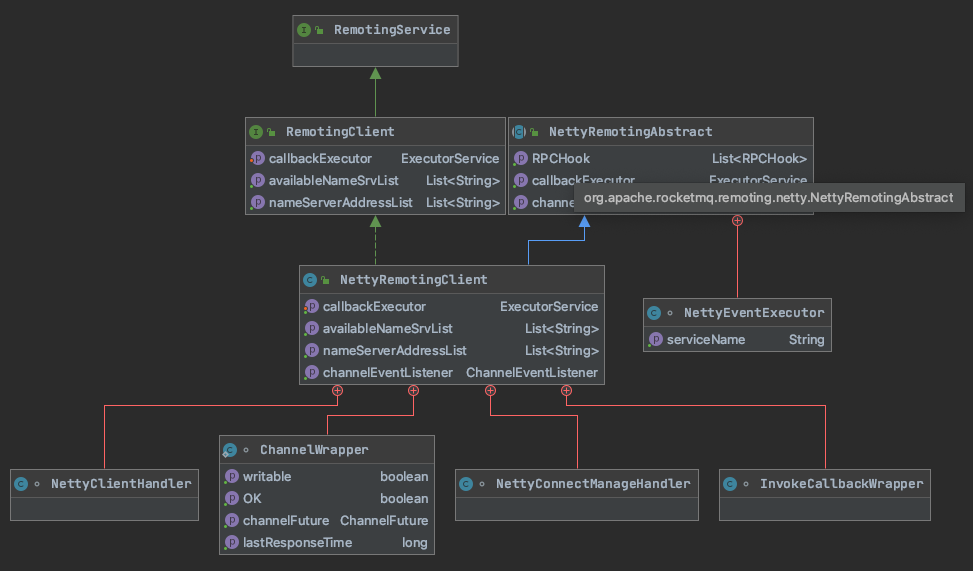 RemotingService
RemotingClient
callbackExecutor ExecutorService
availableNameSrvList List<String>
nameServerAddressList List<String>
NettyRemotingAbstract
RPCHook List<RPCHook>
callbackExecutor ExecutorService
org.apache.rocketmq.remoting.netty.NettyRemotingAbstract
NettyRemotingClient
callbackExecutor ExecutorService
availableNameSrvList List<String>
nameServerAddressList List<String>
channelEventListener ChannelEventListener
NettyEventExecutor
serviceName String
NettyClientHandler
ChannelWrapper
writable boolean
OK boolean
channelFuture ChannelFuture
lastResponseTime long
NettyConnectManageHandler
InvokeCallbackWrapper